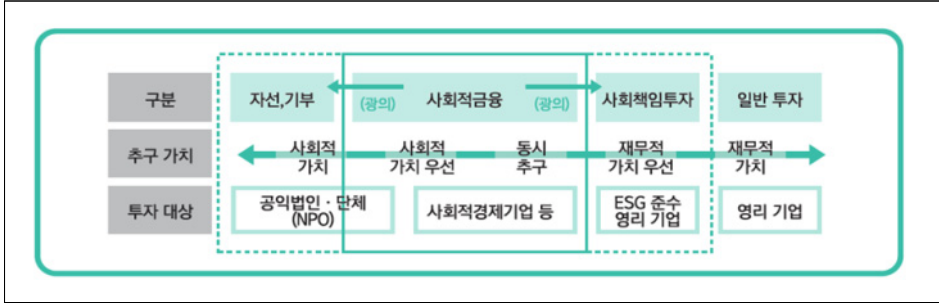 구분
자선,기부
(광의)
사회적금융
(광의)
사회책임투자
일반 투자
추구 가치
사회적
가치
사회적
가치 우선
동시
추구
재무적
가치 우선
재무적
가치
투자 대상
공익법인 · 단체
(NPO)
사회적경제기업 등
ESG 준수
영리 기업
영리 기업